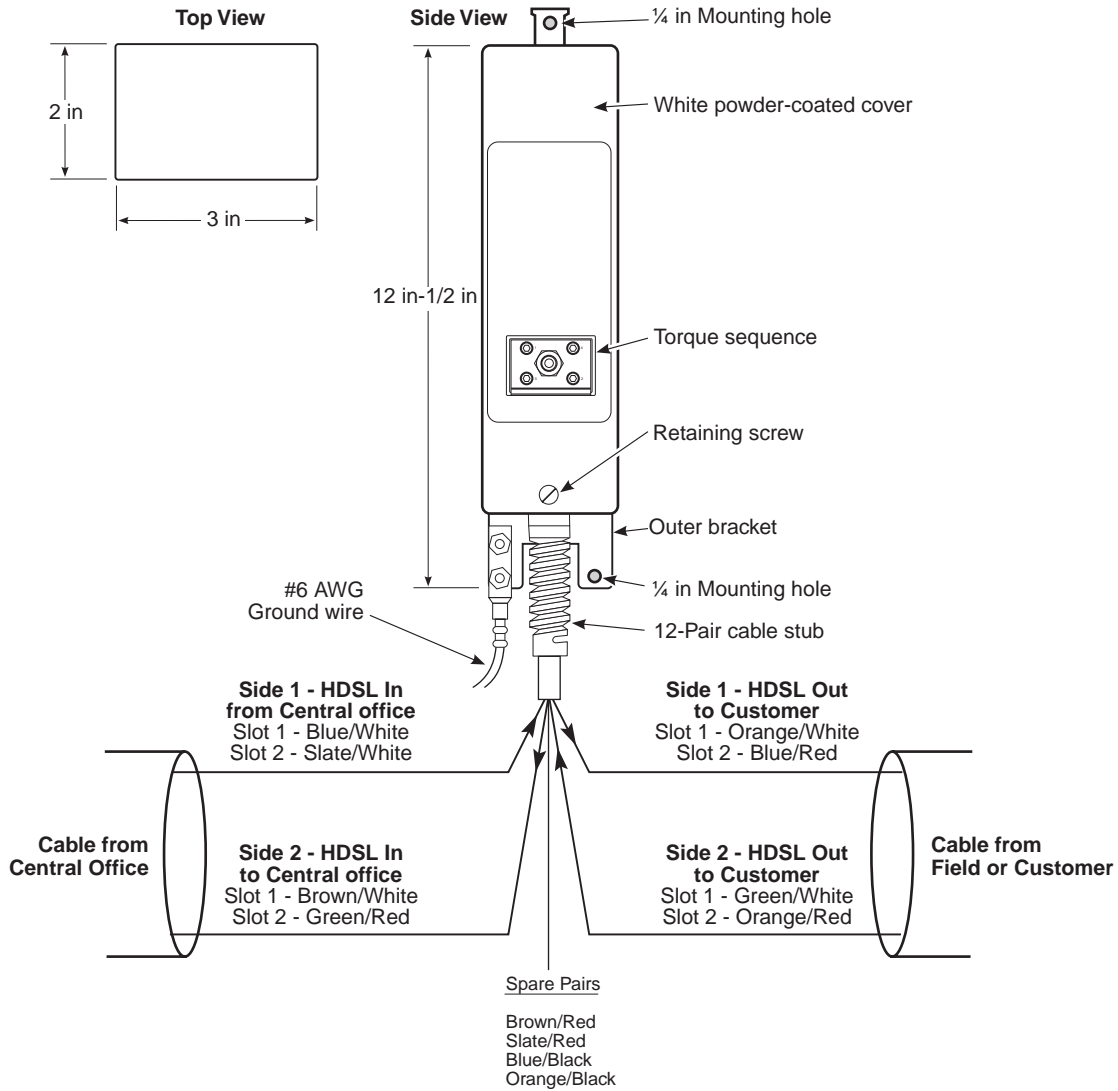 Top View
Side View
¼ in Mounting hole
2 in
3 in
White powder-coated cover
12 in-1/2 in
Torque sequence
Retaining screw
Outer bracket
#6 AWG
Ground wire
¼ in Mounting hole
12-Pair cable stub
Side 1 - HDSL In
from Central office
Slot 1 - Blue/White
Slot 2 - Slate/White
Side 1 - HDSL Out
to Customer
Slot 1 - Orange/White
Slot 2 - Blue/Red
Cable from
Central Office
Side 2 - HDSL In
to Central office
Slot 1 - Brown/White
Slot 2 - Green/Red
Side 2 - HDSL Out
to Customer
Slot 1 - Green/White
Slot 2 - Orange/Red
Cable from
Field or Customer
Spare Pairs
Brown/Red
Slate/Red
Blue/Black
Orange/Black